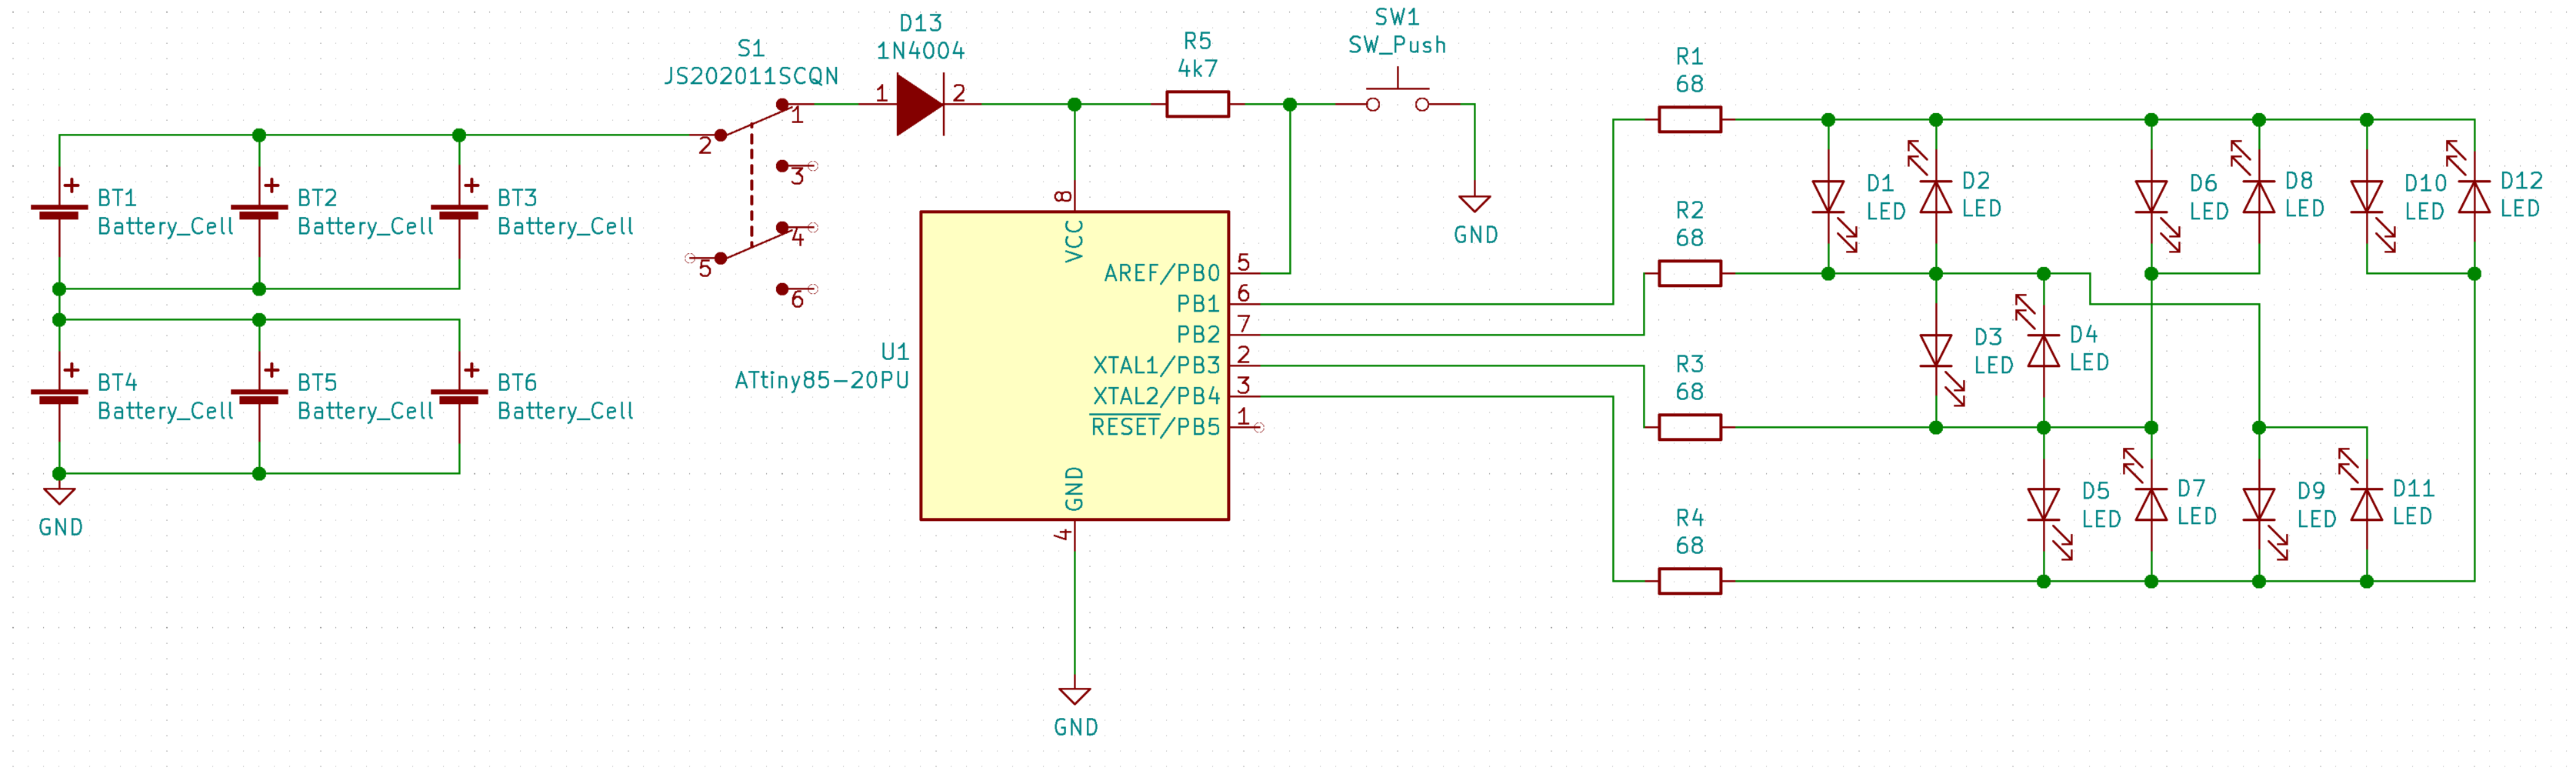 D13
1N4004
S1
JS202011SCQN
1
2
1
2
3
4
5
6
R5
4k7
SW1
SW_Push
GND
+
BT1
Battery_Cell
+
BT2
Battery_Cell
+
BT3
Battery_Cell
+
BT4
Battery_Cell
+
BT5
Battery_Cell
+
BT6
Battery_Cell
GND
U1
ATtiny85-20PU
8
VCC
AREF/PB0
5
PB1
6
PB2
7
XTAL1/PB3
2
XTAL2/PB4
3
RESET/PB5
1
GND
4
GND
R1
68
R2
68
R3
68
R4
68
D1
LED
D2
LED
D6
LED
D8
LED
D10
LED
D12
LED
D3
LED
D4
LED
D5
LED
D7
LED
D9
LED
D11
LED